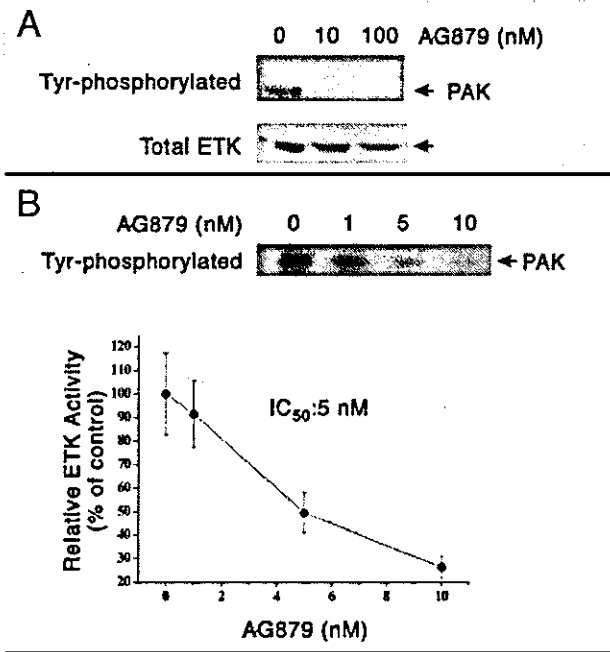 A
0 10 100 AG879 (nM)
Tyr-phosphorylated PAK
Total ETK
B
AG879 (nM) 0 1 5 10
Tyr-phosphorylated PAK
Relative ETK Activity
(% of control)
120
110
100
90
80
70
60
50
40
30
20
IC50:5 nM
0 2 4 6 8 10
AG879 (nM)